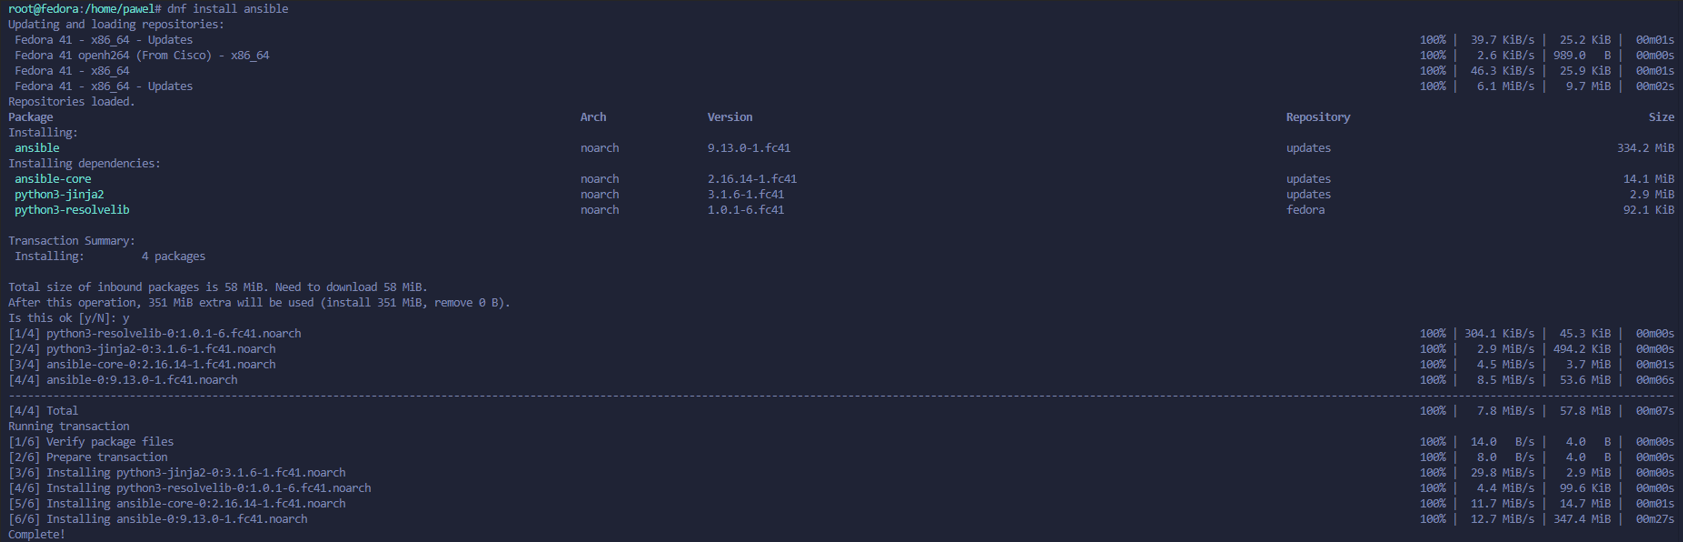 root@fedora:/home/pawel# dnf install ansible
Updating and loading repositories:
 Fedora 41 - x86_64 - Updates 100% | 39.7 KiB/s | 25.2 KiB | 00m01s
 Fedora 41 openh264 (From Cisco) - x86_64 100% | 2.6 KiB/s | 989.0 B | 00m00s
 Fedora 41 - x86_64 100% | 46.3 KiB/s | 25.9 KiB | 00m01s
 Fedora 41 - x86_64 - Updates 100% | 6.1 MiB/s | 9.7 MiB | 00m02s
Repositories loaded.
Package Arch Version Repository Size
Installing:
 ansible noarch 9.13.0-1.fc41 updates 334.2 MiB
Installing dependencies:
 ansible-core noarch 2.16.14-1.fc41 updates 14.1 MiB
 python3-jinja2 noarch 3.1.6-1.fc41 updates 2.9 MiB
 python3-resolvelib noarch 1.0.1-6.fc41 fedora 92.1 KiB
Transaction Summary:
 Installing: 4 packages
Total size of inbound packages is 58 MiB. Need to download 58 MiB.
After this operation, 351 MiB extra will be used (install 351 MiB, remove 0 B).
Is this ok [y/N]: y
[1/4] python3-resolvelib-0:1.0.1-6.fc41.noarch 100% | 304.1 KiB/s | 45.3 KiB | 00m00s
[2/4] python3-jinja2-0:3.1.6-1.fc41.noarch 100% | 2.9 MiB/s | 494.2 KiB | 00m00s
[3/4] ansible-core-0:2.16.14-1.fc41.noarch 100% | 4.5 MiB/s | 3.7 MiB | 00m01s
[4/4] ansible-0:9.13.0-1.fc41.noarch 100% | 8.5 MiB/s | 53.6 MiB | 00m06s
--------------------------------------------------------------------------------
[4/4] Total 100% | 7.8 MiB/s | 57.8 MiB | 00m07s
Running transaction
[1/6] Verify package files 100% | 14.0 B/s | 4.0 B | 00m00s
[2/6] Prepare transaction 100% | 8.0 B/s | 4.0 B | 00m00s
[3/6] Installing python3-jinja2-0:3.1.6-1.fc41.noarch 100% | 29.8 MiB/s | 2.9 MiB | 00m00s
[4/6] Installing python3-resolvelib-0:1.0.1-6.fc41.noarch 100% | 4.4 MiB/s | 99.6 KiB | 00m00s
[5/6] Installing ansible-core-0:2.16.14-1.fc41.noarch 100% | 11.7 MiB/s | 14.7 MiB | 00m01s
[6/6] Installing ansible-0:9.13.0-1.fc41.noarch 100% | 12.7 MiB/s | 347.4 MiB | 00m27s
Complete!